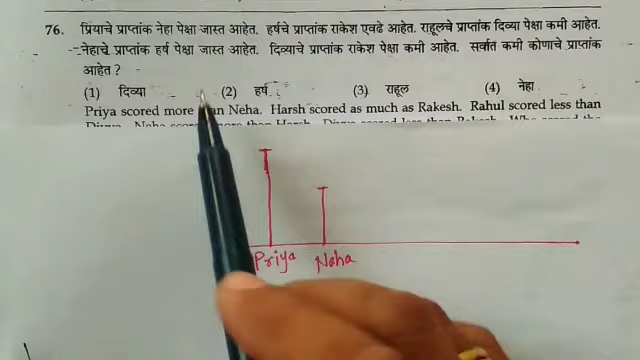 76. प्रियाचे प्राप्तांक नेहा पेक्षा जास्त आहेत. हर्षचे प्राप्तांक राकेश एवढे आहेत. राहूलचे प्राप्तांक दिव्या पेक्षा कमी आहेत.
नेहाचे प्राप्तांक हर्ष पेक्षा जास्त आहेत. दिव्याचे प्राप्तांक राकेश पेक्षा कमी आहेत. सर्वात कमी कोणाचे प्राप्तांक
आहेत ?
(1) दिव्या (2) हर्ष (3) राहूल (4) नेहा
Priya scored more than Neha. Harsh scored as much as Rakesh. Rahul scored less than
Priya Neha